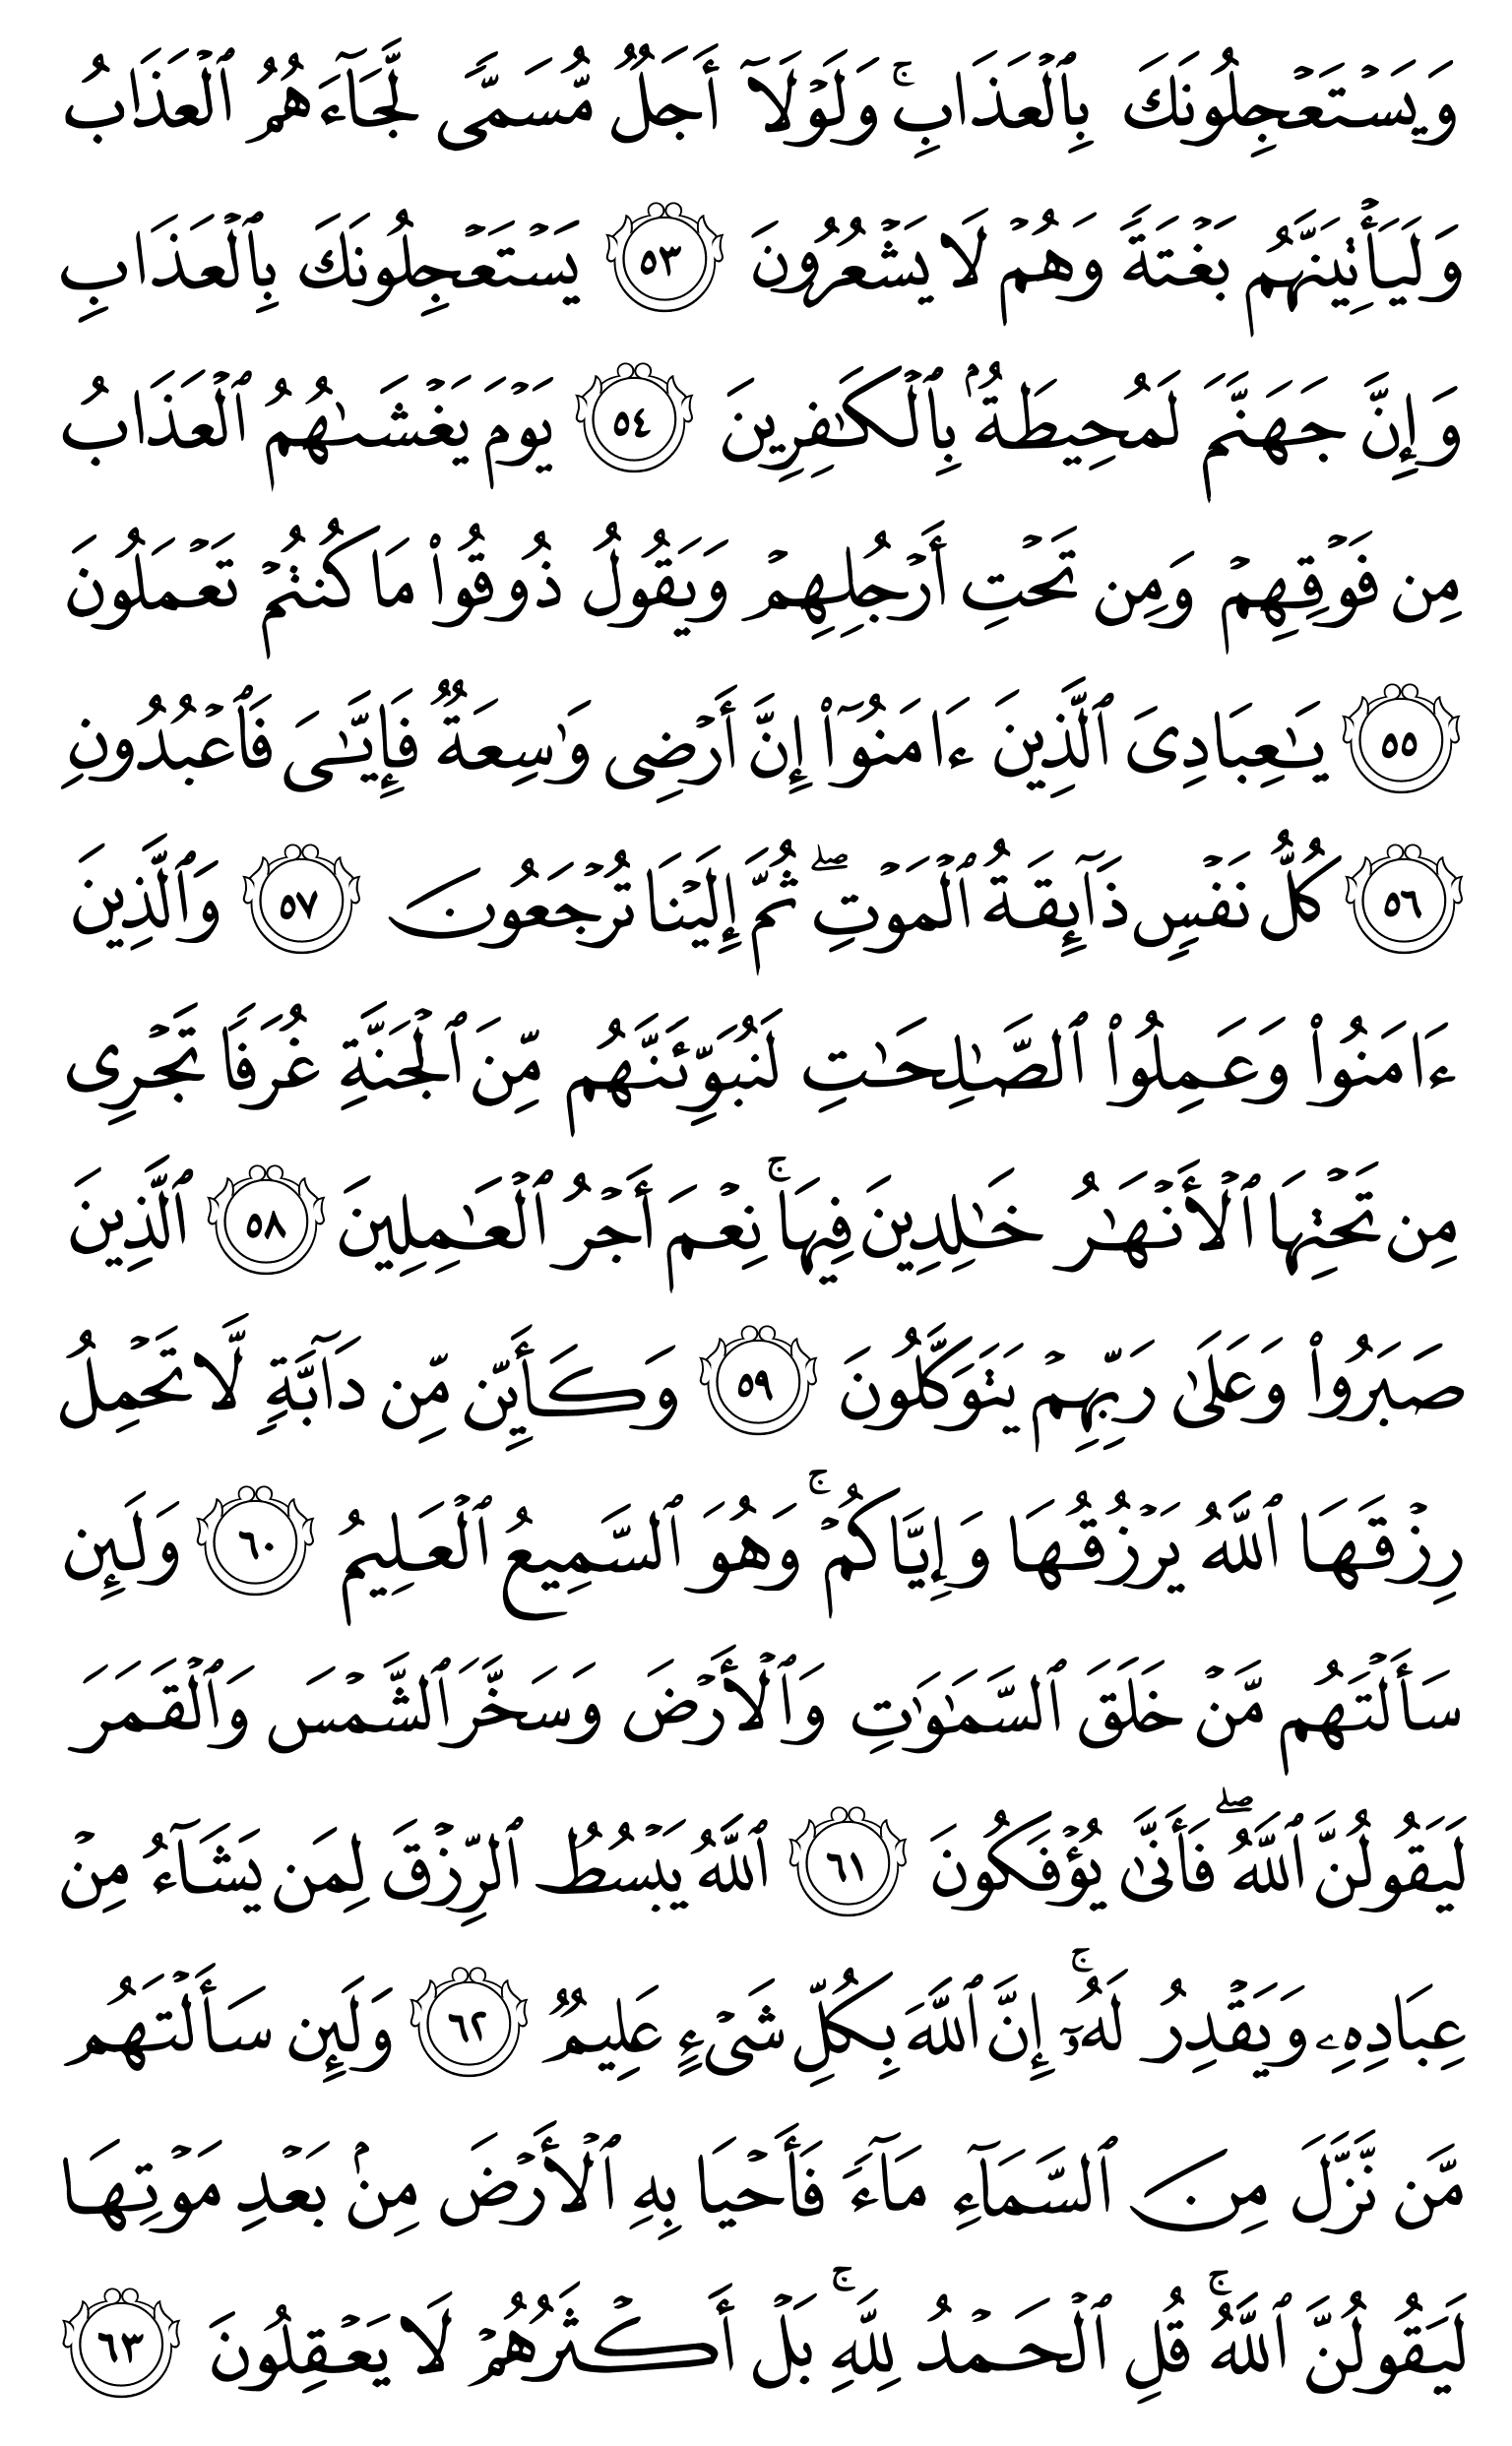 وَيَسۡتَعۡجِلُونَكَ بِٱلۡعَذَابِۚ وَلَوۡلَآ أَجَلٞ مُّسَمّٗى لَّجَآءَهُمُ ٱلۡعَذَابُ
وَلَيَأۡتِيَنَّهُم بَغۡتَةٗ وَهُمۡ لَا يَشۡعُرُونَ ٥٣ يَسۡتَعۡجِلُونَكَ بِٱلۡعَذَابِ
وَإِنَّ جَهَنَّمَ لَمُحِيطَةُۢ بِٱلۡكَٰفِرِينَ ٥٤ يَوۡمَ يَغۡشَىٰهُمُ ٱلۡعَذَابُ
مِن فَوۡقِهِمۡ وَمِن تَحۡتِ أَرۡجُلِهِمۡ وَيَقُولُ ذُوقُواْ مَا كُنتُمۡ تَعۡمَلُونَ
٥٥ يَٰعِبَادِيَ ٱلَّذِينَ ءَامَنُوٓاْ إِنَّ أَرۡضِي وَٰسِعَةٞ فَإِيَّٰيَ فَٱعۡبُدُونِ
٥٦ كُلُّ نَفۡسٖ ذَآئِقَةُ ٱلۡمَوۡتِۖ ثُمَّ إِلَيۡنَا تُرۡجَعُونَ ٥٧ وَٱلَّذِينَ
ءَامَنُواْ وَعَمِلُواْ ٱلصَّٰلِحَٰتِ لَنُبَوِّئَنَّهُم مِّنَ ٱلۡجَنَّةِ غُرَفٗا تَجۡرِي
مِن تَحۡتِهَا ٱلۡأَنۡهَٰرُ خَٰلِدِينَ فِيهَاۚ نِعۡمَ أَجۡرُ ٱلۡعَٰمِلِينَ ٥٨ ٱلَّذِينَ
صَبَرُواْ وَعَلَىٰ رَبِّهِمۡ يَتَوَكَّلُونَ ٥٩ وَكَأَيِّن مِّن دَآبَّةٖ لَّا تَحۡمِلُ
رِزۡقَهَا ٱللَّهُ يَرۡزُقُهَا وَإِيَّاكُمۡۚ وَهُوَ ٱلسَّمِيعُ ٱلۡعَلِيمُ ٦٠ وَلَئِن
سَأَلۡتَهُم مَّنۡ خَلَقَ ٱلسَّمَٰوَٰتِ وَٱلۡأَرۡضَ وَسَخَّرَ ٱلشَّمۡسَ وَٱلۡقَمَرَ
لَيَقُولُنَّ ٱللَّهُۖ فَأَنَّىٰ يُؤۡفَكُونَ ٦١ ٱللَّهُ يَبۡسُطُ ٱلرِّزۡقَ لِمَن يَشَآءُ مِنۡ
عِبَادِهِۦ وَيَقۡدِرُ لَهُۥٓۚ إِنَّ ٱللَّهَ بِكُلِّ شَيۡءٍ عَلِيمٞ ٦٢ وَلَئِن سَأَلۡتَهُم
مَّن نَّزَّلَ مِنَ ٱلسَّمَآءِ مَآءٗ فَأَحۡيَا بِهِ ٱلۡأَرۡضَ مِنۢ بَعۡدِ مَوۡتِهَا
لَيَقُولُنَّ ٱللَّهُۚ قُلِ ٱلۡحَمۡدُ لِلَّهِۚ بَلۡ أَكۡثَرُهُمۡ لَا يَعۡقِلُونَ ٦٣